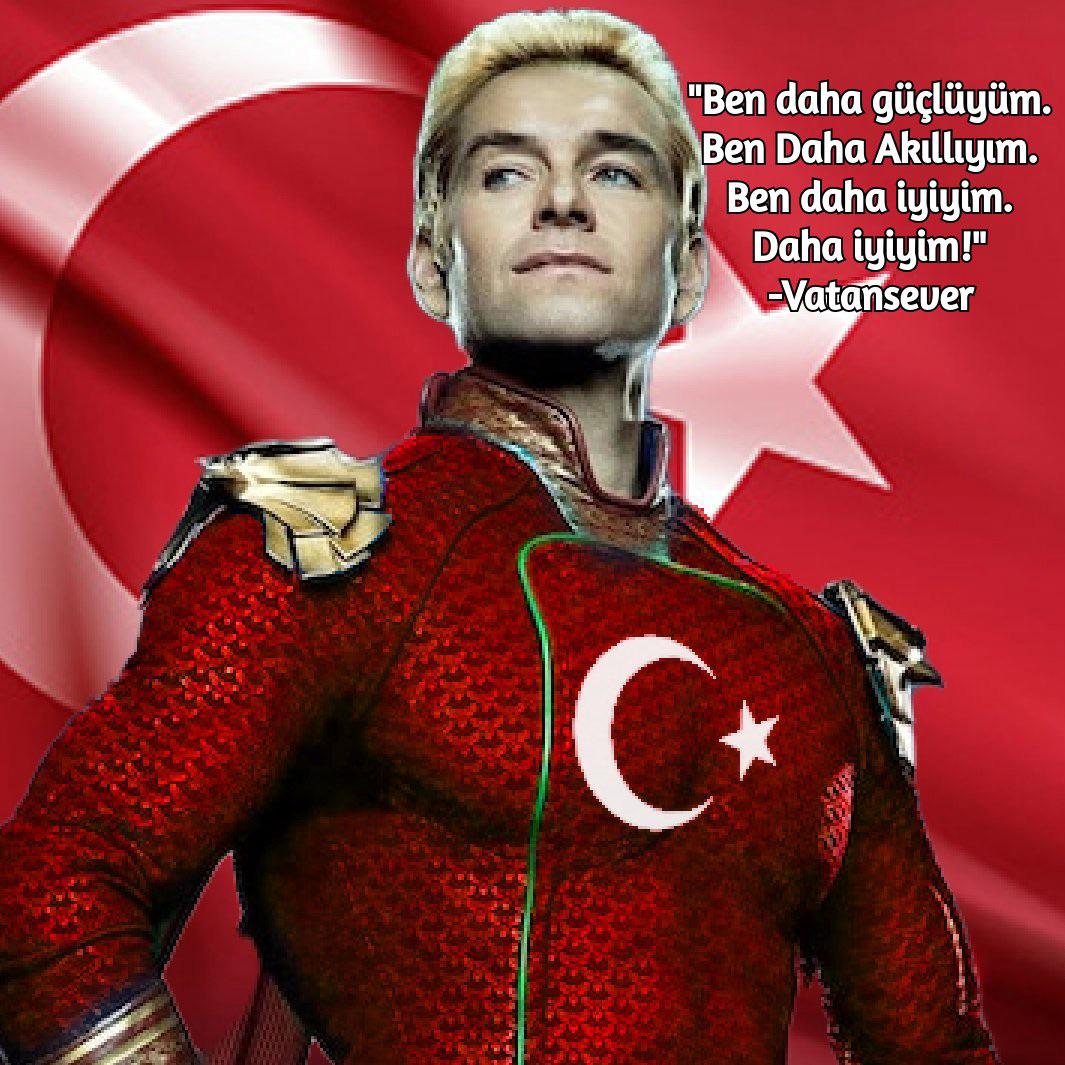 "Ben daha güçlüyüm.
Ben Daha Akıllıyım.
Ben daha iyiyim.
Daha iyiyim!"
-Vatansever